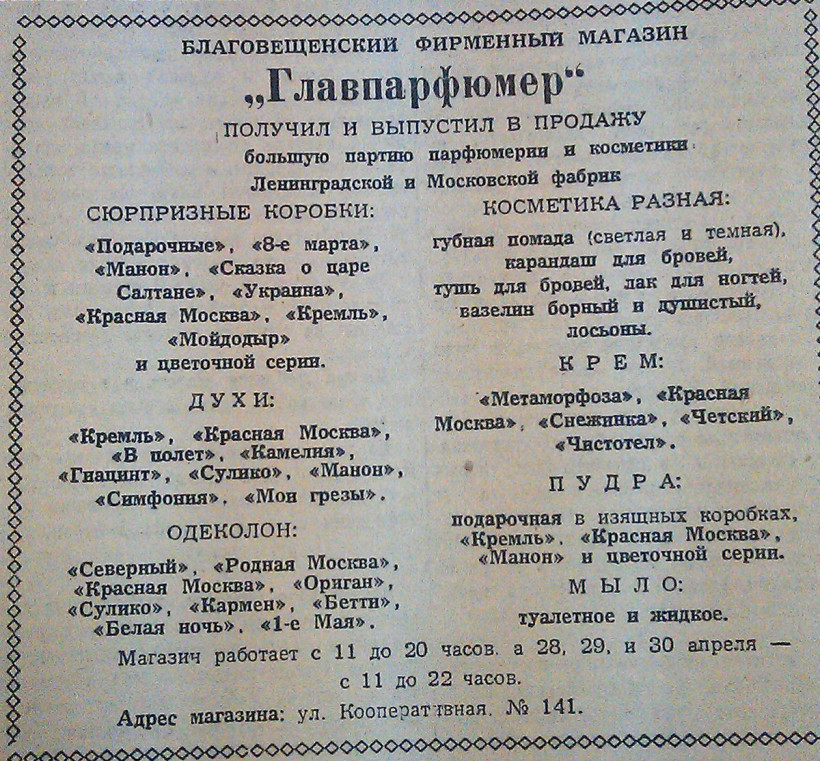 БЛАГОВЕЩЕНСКИЙ ФИРМЕННЫЙ МАГАЗИН
„Главпарфюмер“
ПОЛУЧИЛ И ВЫПУСТИЛ В ПРОДАЖУ
большую партию парфюмерии и косметики
Ленинградской и Московской фабрик
СЮРПРИЗНЫЕ КОРОБКИ:
«Подарочные», «8-е марта»,
«Манон», «Сказка о царе
Салтане», «Украина»,
«Красная Москва», «Кремль»,
«Мойдодыр»
и цветочной серии.
ДУХИ:
«Кремль», «Красная Москва»,
«В полет», «Камелия»,
«Гиацинт», «Сулико», «Манон»,
«Симфония», «Мои грезы».
ОДЕКОЛОН:
«Северный», «Родная Москва»,
«Красная Москва», «Ориган»,
«Сулико», «Кармен», «Бетти»,
«Белая ночь», «1-е Мая».
КОСМЕТИКА РАЗНАЯ:
губная помада (светлая и темная),
карандаш для бровей,
тушь для бровей, лак для ногтей,
вазелин борный и душистый,
лосьоны.
КРЕМ:
«Метаморфоза», «Красная
Москва», «Снежинка», «Четский»,
«Чистотел».
ПУДРА:
подарочная в изящных коробках,
«Кремль», «Красная Москва»,
«Манон» и цветочной серии.
МЫЛО:
туалетное и жидкое.
Магазич работает с 11 до 20 часов, а 28, 29, и 30 апреля —
с 11 до 22 часов.
Адрес магазина: ул. Кооперативная, № 141.